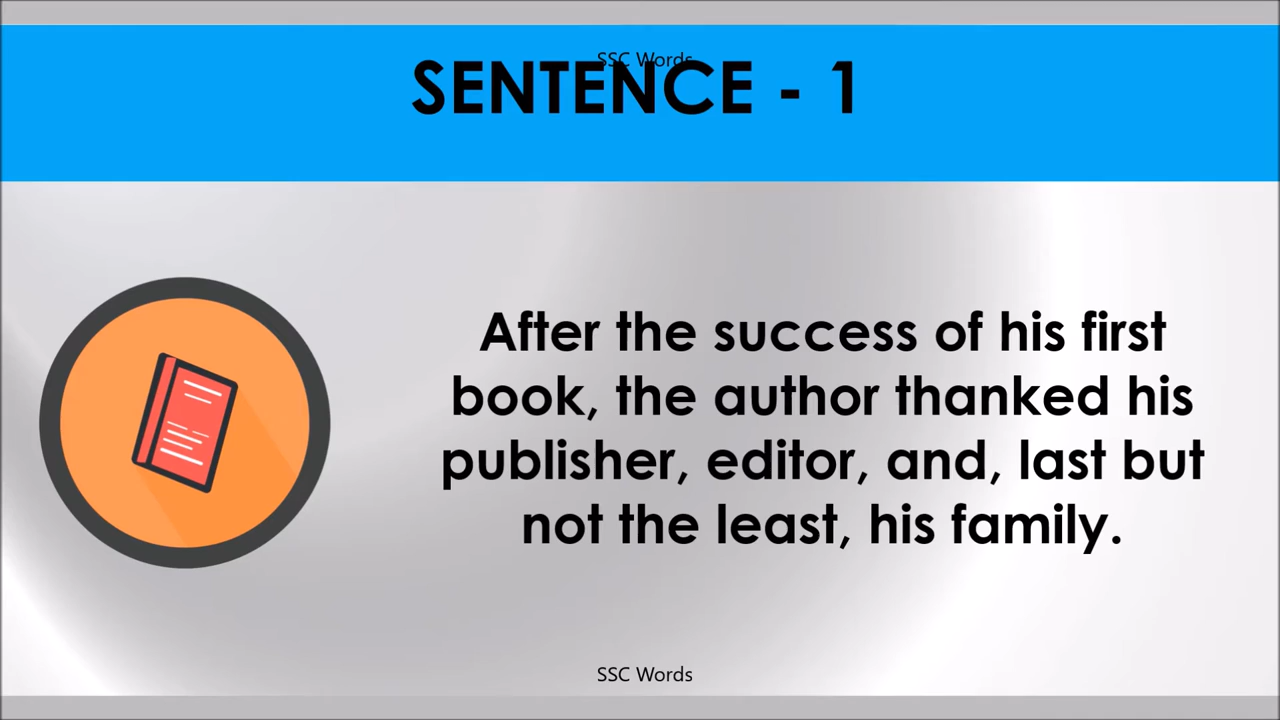 SSC Words
SENTENCE - 1
After the success of his first
book, the author thanked his
publisher, editor, and, last but
not the least, his family.
SSC Words